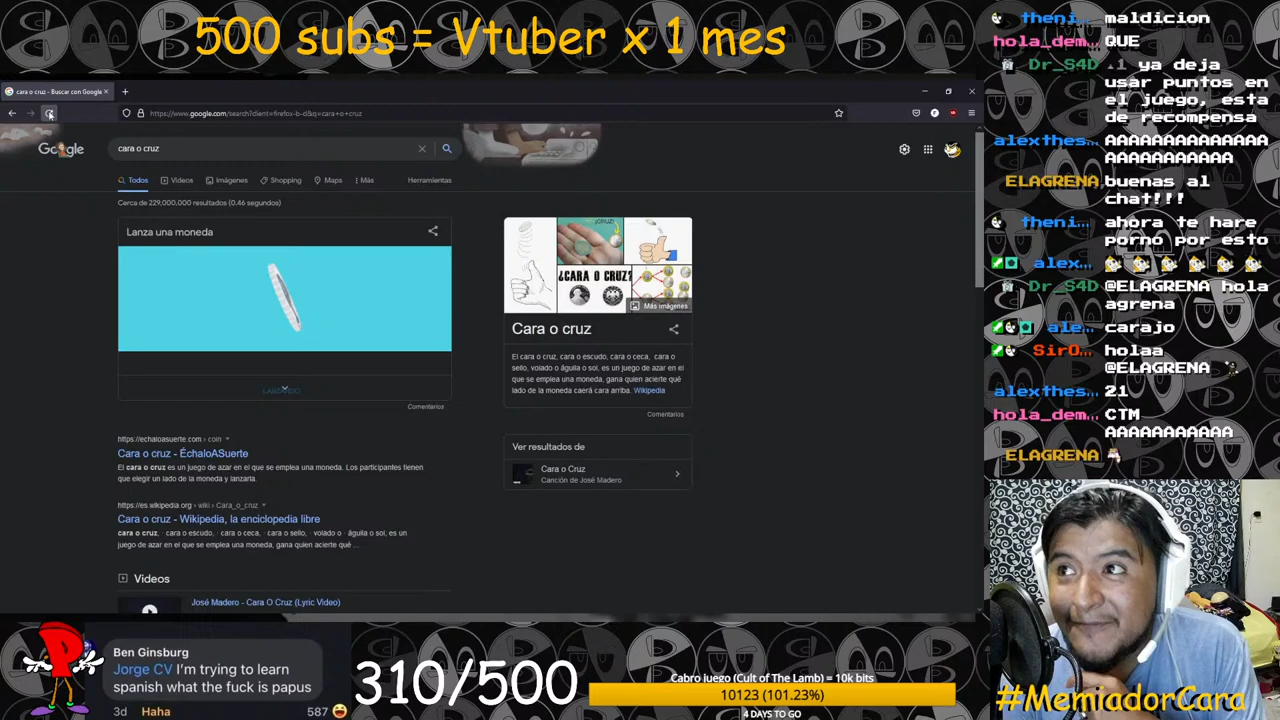 500 subs = Vtuber x 1 mes
cara o cruz - Buscar con Google
https://www.google.com/search?client=firefox-b-d&q=cara+o+cruz
Google
cara o cruz
Todos
Videos
Imágenes
Shopping
Maps
Más
Herramientas
Cerca de 229,000,000 resultados (0.46 segundos)
Lanza una moneda
Comentarios
https://echaloasuerte.com › coin
Cara o cruz - ÉchaloASuerte
El cara o cruz es un juego de azar en el que se emplea una moneda. Los participantes tienen
que elegir un lado de la moneda y lanzarla.
https://es.wikipedia.org › wiki › Cara_o_cruz
Cara o cruz - Wikipedia, la enciclopedia libre
cara o cruz, · cara o escudo, · cara o ceca, · cara o sello, · volado o · águila o sol, es un
juego de azar en el que se emplea una moneda, gana quien acierte qué ...
Videos
José Madero - Cara O Cruz (Lyric Video)
¿CARA O CRUZ?
Más imágenes
Cara o cruz
El cara o cruz, cara o escudo, cara o ceca, cara o
sello, volado o águila o sol, es un juego de azar en el
que se emplea una moneda, gana quien acierte qué
lado de la moneda caerá cara arriba. Wikipedia
Comentarios
Ver resultados de
Cara o Cruz
Canción de José Madero
theni... maldicion
hola_dem... QUE
Dr_S4D .1 ya deja
usar puntos en
el juego, esta
de recompensa
alexthes... AAAAAAAAAAAAAA
AAAAAAAAAAAA
ELAGRENA buenas al
chat!!!
theni... ahora te hare
porno por esto
alex...
Dr_S4D @ELAGRENA hola
agrena
ale... carajo
SirO... holaa
@ELAGRENA
alexthes... 21
hola_dem... CTM
AAAAAAAAAAA
ELAGRENA
Ben Ginsburg
Jorge CV I'm trying to learn
spanish what the fuck is papus
3d Haha 587
310/500
Cabro juego (Cult of The Lamb) = 10k bits
10123 (101.23%)
4 DAYS TO GO
#MemiadorCara